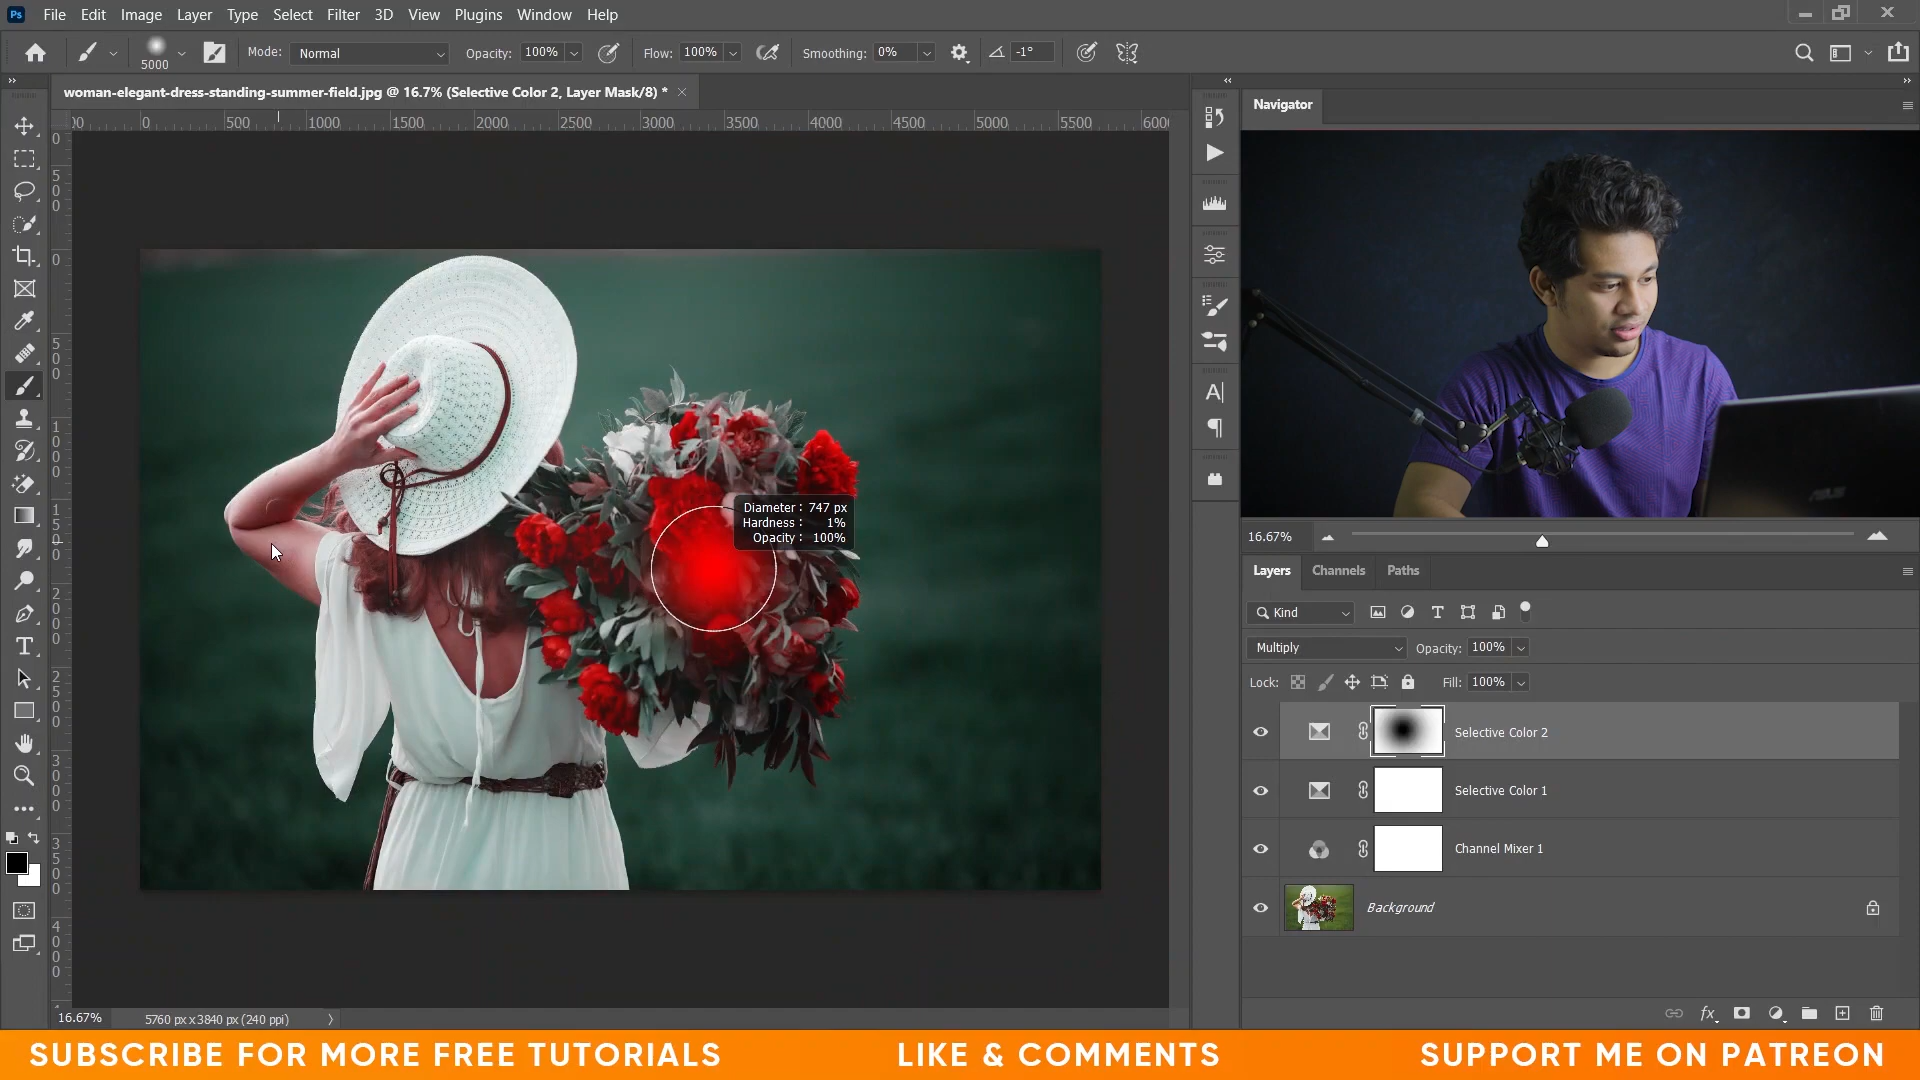 Ps File Edit Image Layer Type Select Filter 3D View Plugins Window Help
5000 Mode: Normal Opacity: 100% Flow: 100% Smoothing: 0% -1°
woman-elegant-dress-standing-summer-field.jpg @ 16.7% (Selective Color 2, Layer Mask/8) *
0 500 1000 1500 2000 2500 3000 3500 4000 4500 5000 5500 6000
Navigator
Diameter: 747 px
Hardness: 1%
Opacity: 100%
16.67%
Layers Channels Paths
Kind
Multiply Opacity: 100%
Lock: Fill: 100%
Selective Color 2
Selective Color 1
Channel Mixer 1
Background
16.67% 5760 px x 3840 px (240 ppi)
SUBSCRIBE FOR MORE FREE TUTORIALS LIKE & COMMENTS SUPPORT ME ON PATREON